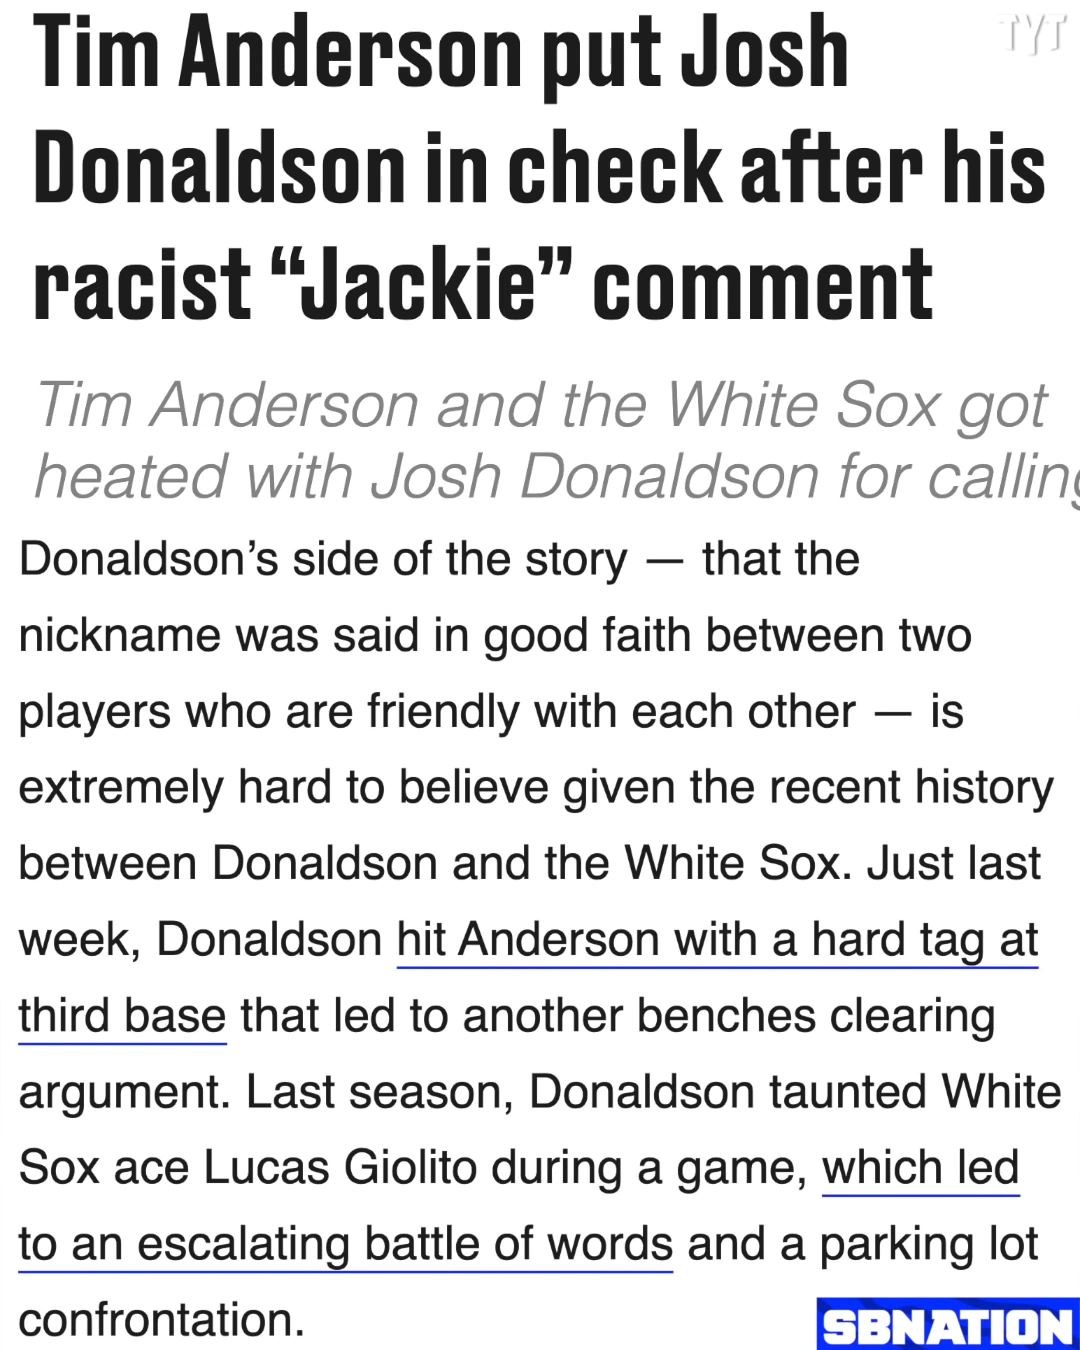 TYT
Tim Anderson put Josh
Donaldson in check after his
racist “Jackie” comment
Tim Anderson and the White Sox got
heated with Josh Donaldson for calling
Donaldson’s side of the story — that the
nickname was said in good faith between two
players who are friendly with each other — is
extremely hard to believe given the recent history
between Donaldson and the White Sox. Just last
week, Donaldson hit Anderson with a hard tag at
third base that led to another benches clearing
argument. Last season, Donaldson taunted White
Sox ace Lucas Giolito during a game, which led
to an escalating battle of words and a parking lot
confrontation.
SBNATION